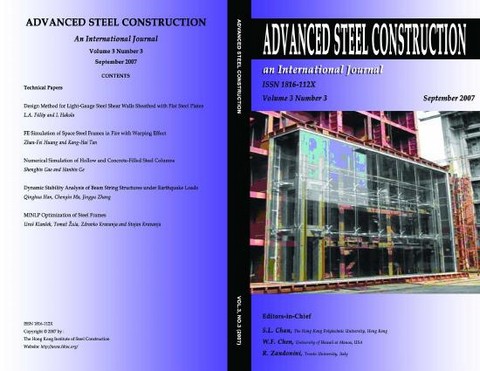 ADVANCED STEEL CONSTRUCTION
An International Journal
Volume 3 Number 3
September 2007
CONTENTS
Technical Papers
Design Method for Light-Gauge Steel Shear Walls Sheathed with Flat Steel Plates
L.A. Fülöp and I. Hakola
FE Simulation of Space Steel Frames in Fire with Warping Effect
Zhan-Fei Huang and Kang-Hai Tan
Numerical Simulation of Hollow and Concrete-Filled Steel Columns
Shengbin Gao and Hanbin Ge
Dynamic Stability Analysis of Beam String Structures under Earthquake Loads
Qinghua Han, Chenyin Ma, Jingyu Zhang
MINLP Optimization of Steel Frames
Uroš Klanšek, Tomaž Žula, Zdravko Kravanja and Stojan Kravanja
ISSN 1816-112X
Copyright © 2007 by :
The Hong Kong Institute of Steel Construction
Website: http://www.hkisc.org/
ADVANCED STEEL CONSTRUCTION
VOL.3, NO.3 (2007)
ADVANCED STEEL CONSTRUCTION
an International Journal
ISSN 1816-112X
Volume 3 Number 3
September 2007
Editors-in-Chief
S.L. Chan, The Hong Kong Polytechnic University, Hong Kong
W.F. Chen, University of Hawaii at Manoa, USA
R. Zandonini, Trento University, Italy